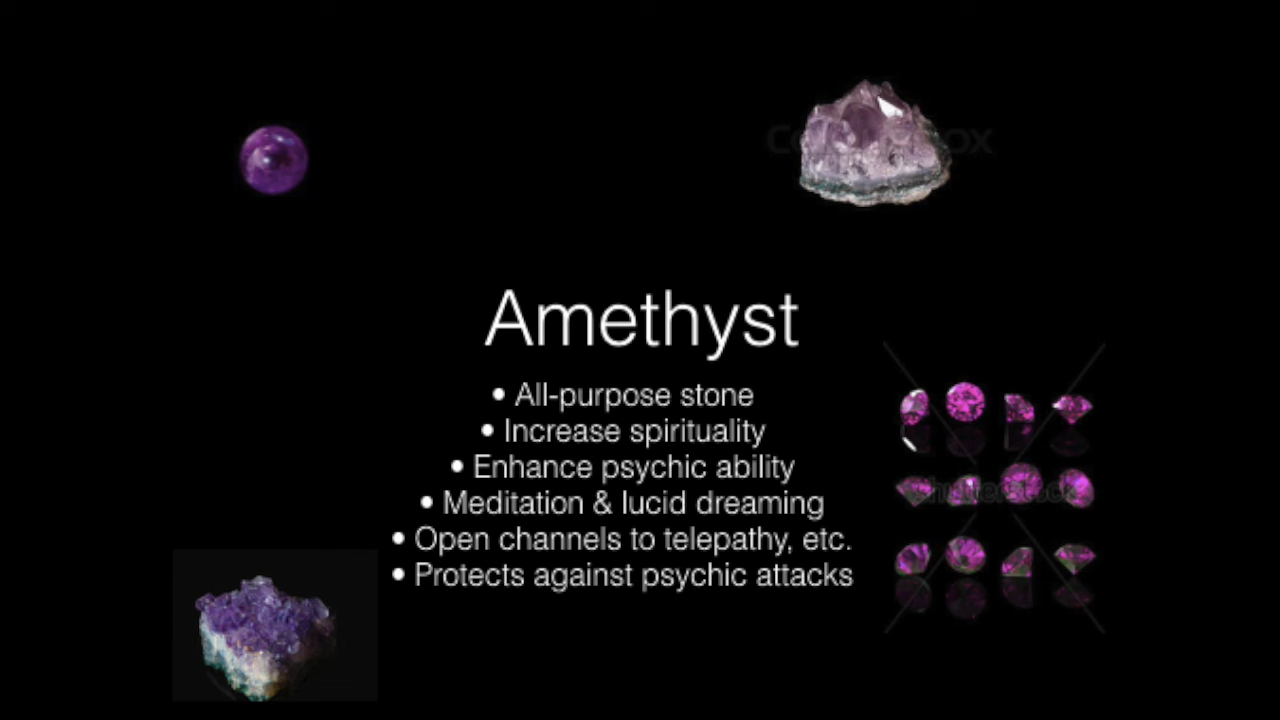 Amethyst
• All-purpose stone
• Increase spirituality
• Enhance psychic ability
• Meditation & lucid dreaming
• Open channels to telepathy, etc.
• Protects against psychic attacks
shutterstock